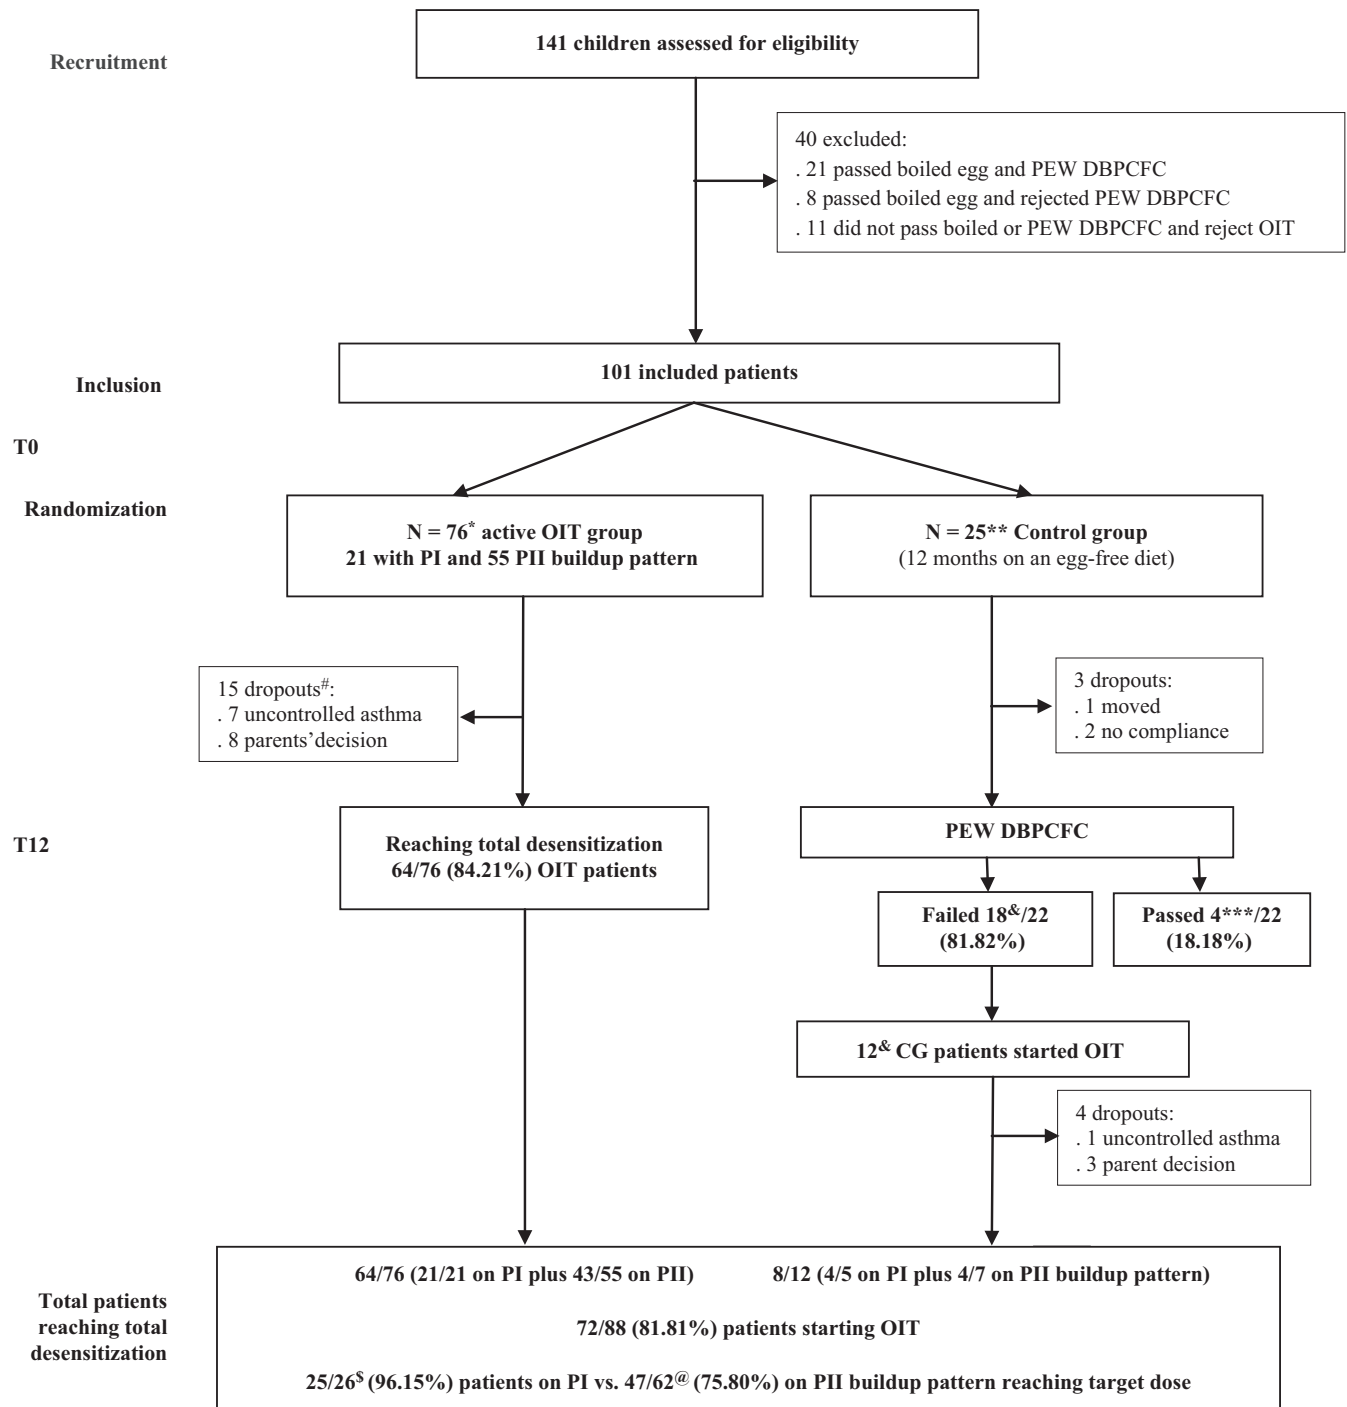 141 children assessed for eligibility
Recruitment
40 excluded:
. 21 passed boiled egg and PEW DBPCFC
. 8 passed boiled egg and rejected PEW DBPCFC
. 11 did not pass boiled or PEW DBPCFC and reject OIT
101 included patients
Inclusion
T0
Randomization
N = 76* active OIT group
21 with PI and 55 PII buildup pattern
N = 25** Control group
(12 months on an egg-free diet)
15 dropouts#:
. 7 uncontrolled asthma
. 8 parents’decision
3 dropouts:
. 1 moved
. 2 no compliance
T12
Reaching total desensitization
64/76 (84.21%) OIT patients
PEW DBPCFC
Failed 18&/22
(81.82%)
Passed 4***/22
(18.18%)
12& CG patients started OIT
4 dropouts:
. 1 uncontrolled asthma
. 3 parent decision
Total patients
reaching total
desensitization
64/76 (21/21 on PI plus 43/55 on PII)
8/12 (4/5 on PI plus 4/7 on PII buildup pattern)
72/88 (81.81%) patients starting OIT
25/26$ (96.15%) patients on PI vs. 47/62@ (75.80%) on PII buildup pattern reaching target dose